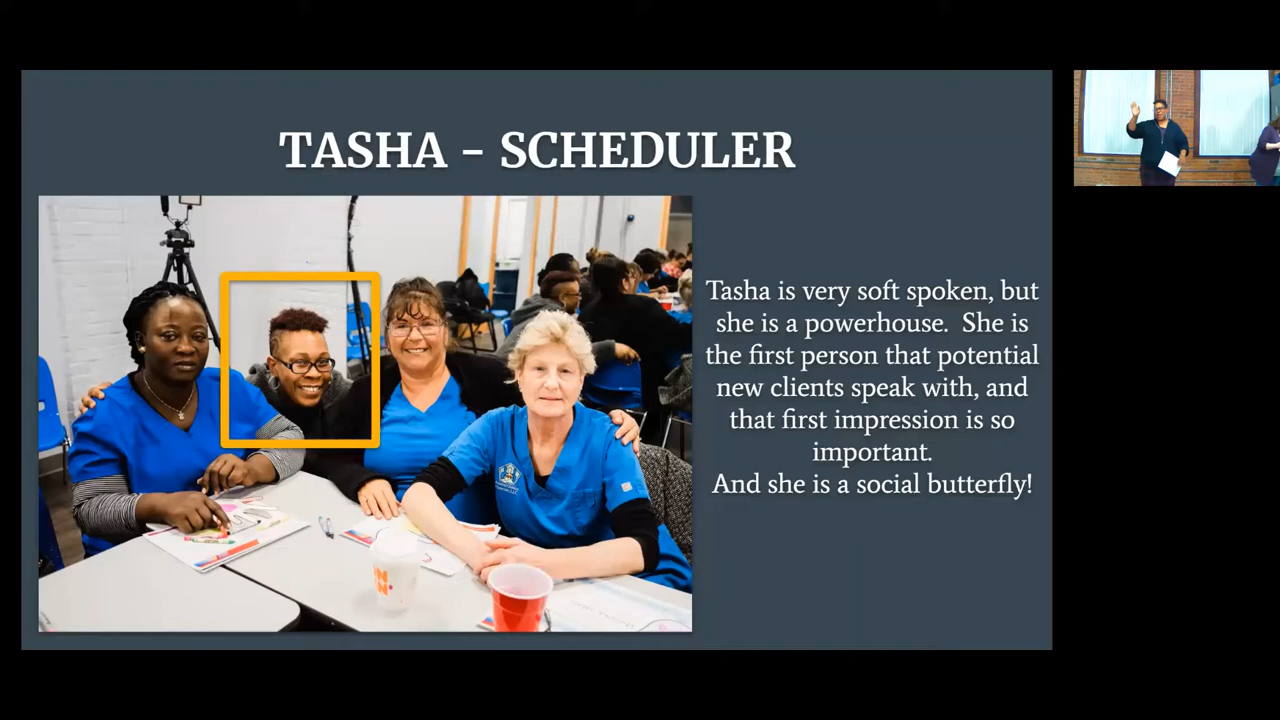 TASHA - SCHEDULER
Tasha is very soft spoken, but
she is a powerhouse.  She is
the first person that potential
new clients speak with, and
that first impression is so
important.
And she is a social butterfly!